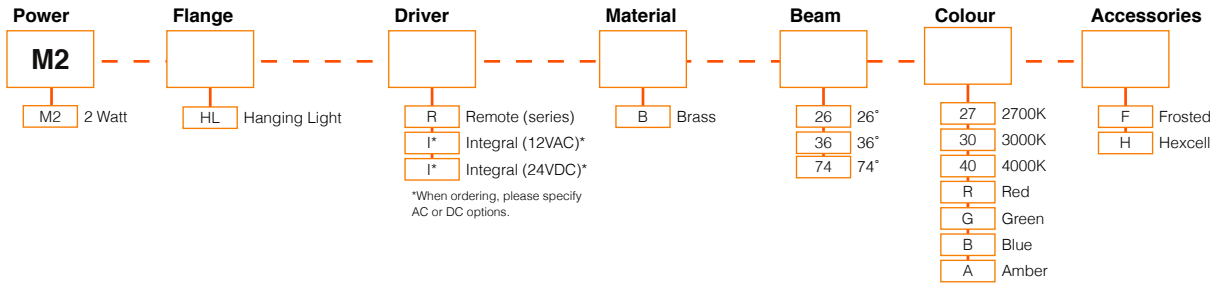 Power
M2
M2 2 Watt
Flange
HL Hanging Light
Driver
R Remote (series)
I* Integral (12VAC)*
I* Integral (24VDC)*
*When ordering, please specify
AC or DC options.
Material
B Brass
Beam
26 26°
36 36°
74 74°
Colour
27 2700K
30 3000K
40 4000K
R Red
G Green
B Blue
A Amber
Accessories
F Frosted
H Hexcell